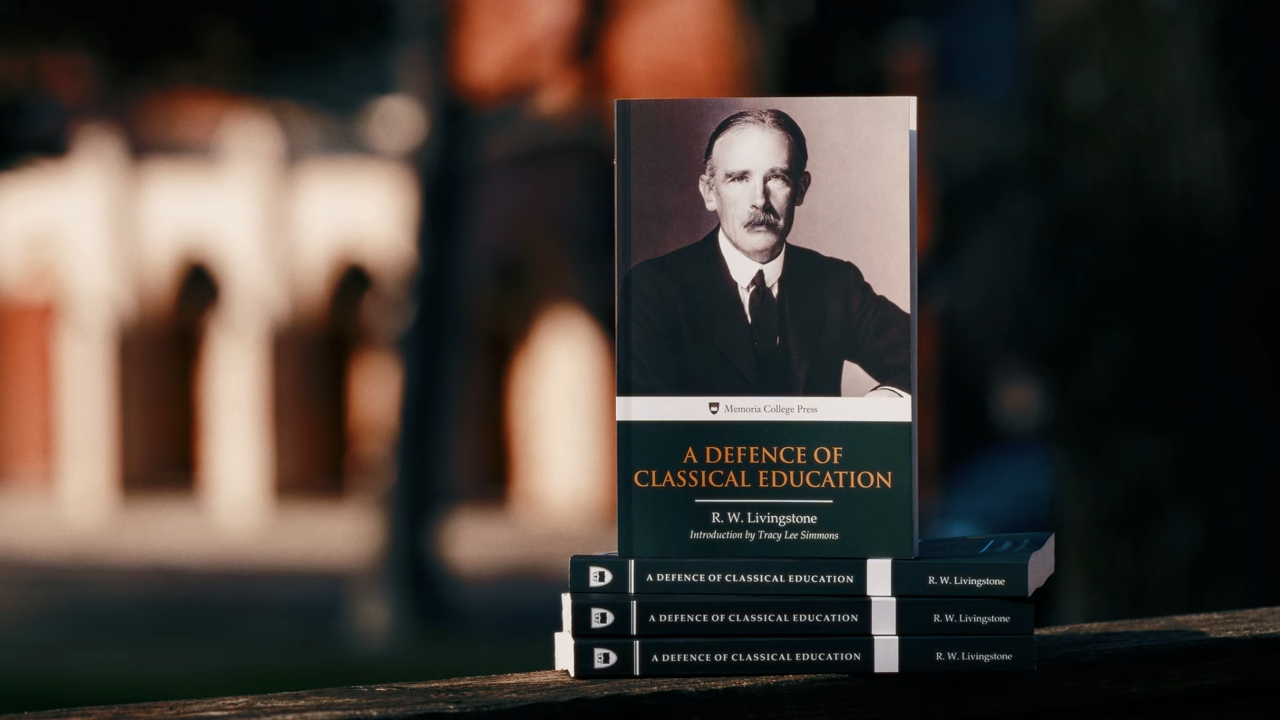 Memoria College Press
A DEFENCE OF
CLASSICAL EDUCATION
R. W. Livingstone
Introduction by Tracy Lee Simmons
A DEFENCE OF CLASSICAL EDUCATION R. W. Livingstone
A DEFENCE OF CLASSICAL EDUCATION R. W. Livingstone
A DEFENCE OF CLASSICAL EDUCATION R. W. Livingstone